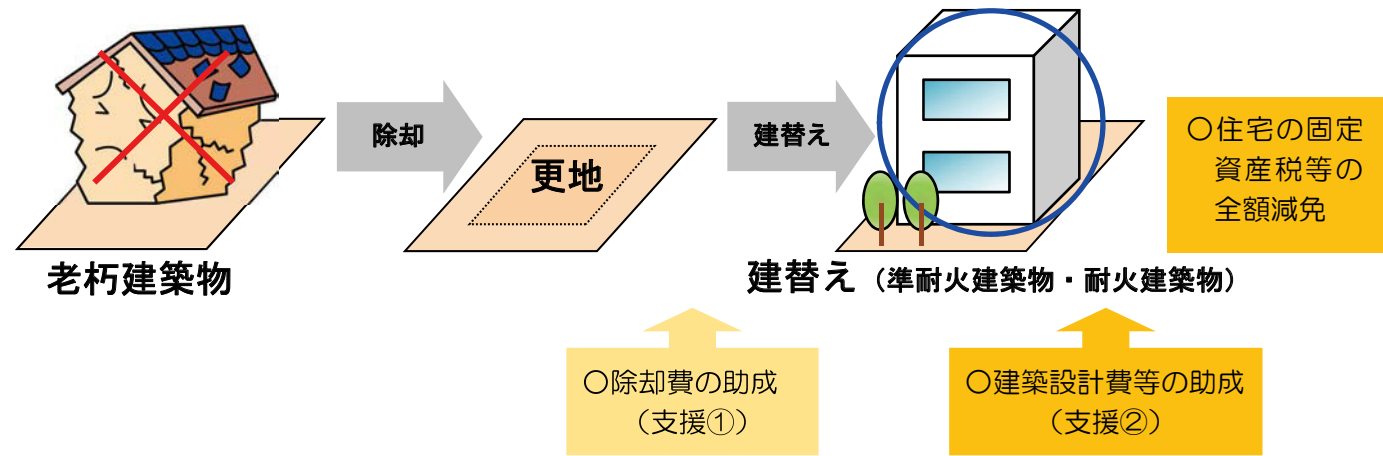 除却
更地
建替え
〇住宅の固定
資産税等の
全額減免
老朽建築物
建替え（準耐火建築物・耐火建築物）
〇除却費の助成
（支援①）
〇建築設計費等の助成
（支援②）